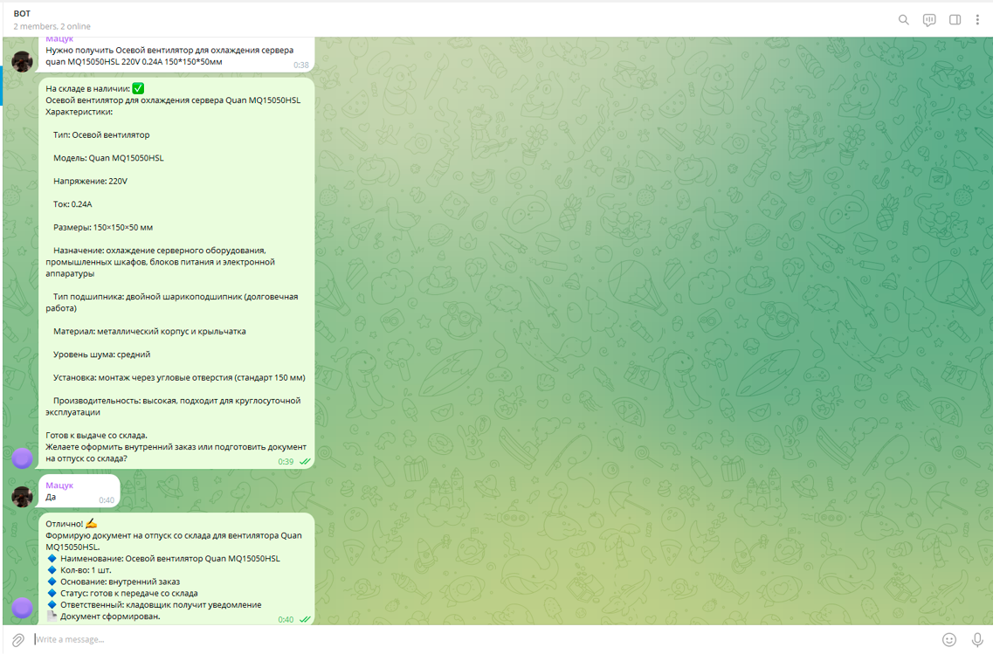 BOT
2 members, 2 online
Мацук
Нужно получить Осевой вентилятор для охлаждения сервера
quan MQ15050HSL 220V 0.24A 150*150*50мм
0:38
На складе в наличии: ✅
Осевой вентилятор для охлаждения сервера Quan MQ15050HSL
Характеристики:
Тип: Осевой вентилятор
Модель: Quan MQ15050HSL
Напряжение: 220V
Ток: 0.24A
Размеры: 150×150×50 мм
Назначение: охлаждение серверного оборудования,
промышленных шкафов, блоков питания и электронной
аппаратуры
Тип подшипника: двойной шарикоподшипник (долговечная
работа)
Материал: металлический корпус и крыльчатка
Уровень шума: средний
Установка: монтаж через угловые отверстия (стандарт 150 мм)
Производительность: высокая, подходит для круглосуточной
эксплуатации
Готов к выдаче со склада.
Желаете оформить внутренний заказ или подготовить документ
на отпуск со склада?
0:39
Мацук
Да
0:40
Отлично! ✍️
Формирую документ на отпуск со склада для вентилятора Quan
MQ15050HSL.
🔹 Наименование: Осевой вентилятор Quan MQ15050HSL
🔹 Кол-во: 1 шт.
🔹 Основание: внутренний заказ
🔹 Статус: готов к передаче со склада
🔹 Ответственный: кладовщик получит уведомление
📄 Документ сформирован.
0:40
Write a message...